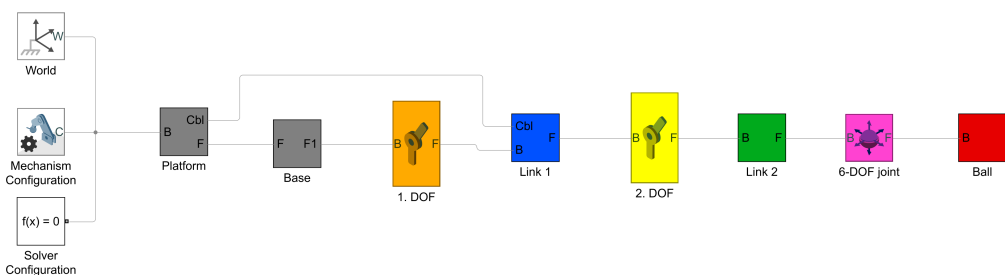 W
World
C
Mechanism
Configuration
f(x) = 0
Solver
Configuration
B
Cbl
F
Platform
F
F1
Base
B
F
1. DOF
Cbl
B
F
Link 1
B
F
2. DOF
B
F
Link 2
B
F
6-DOF joint
B
Ball